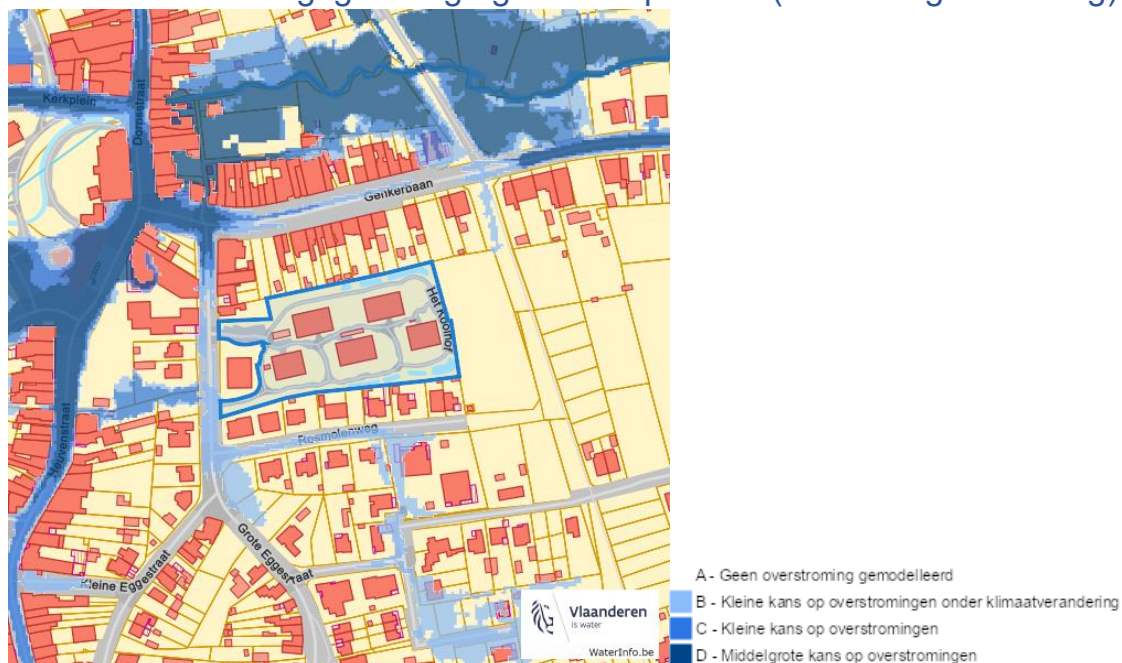 Kerkplein
Dorpsstraat
Genkerbaan
Het Kooihof
Rosmolenweg
Heuvenstraat
Grote Eggestraat
Kleine Eggestraat
Vlaanderen
is water
WaterInfo.be
A - Geen overstroming gemodelleerd
B - Kleine kans op overstromingen onder klimaatverandering
C - Kleine kans op overstromingen
D - Middelgrote kans op overstromingen